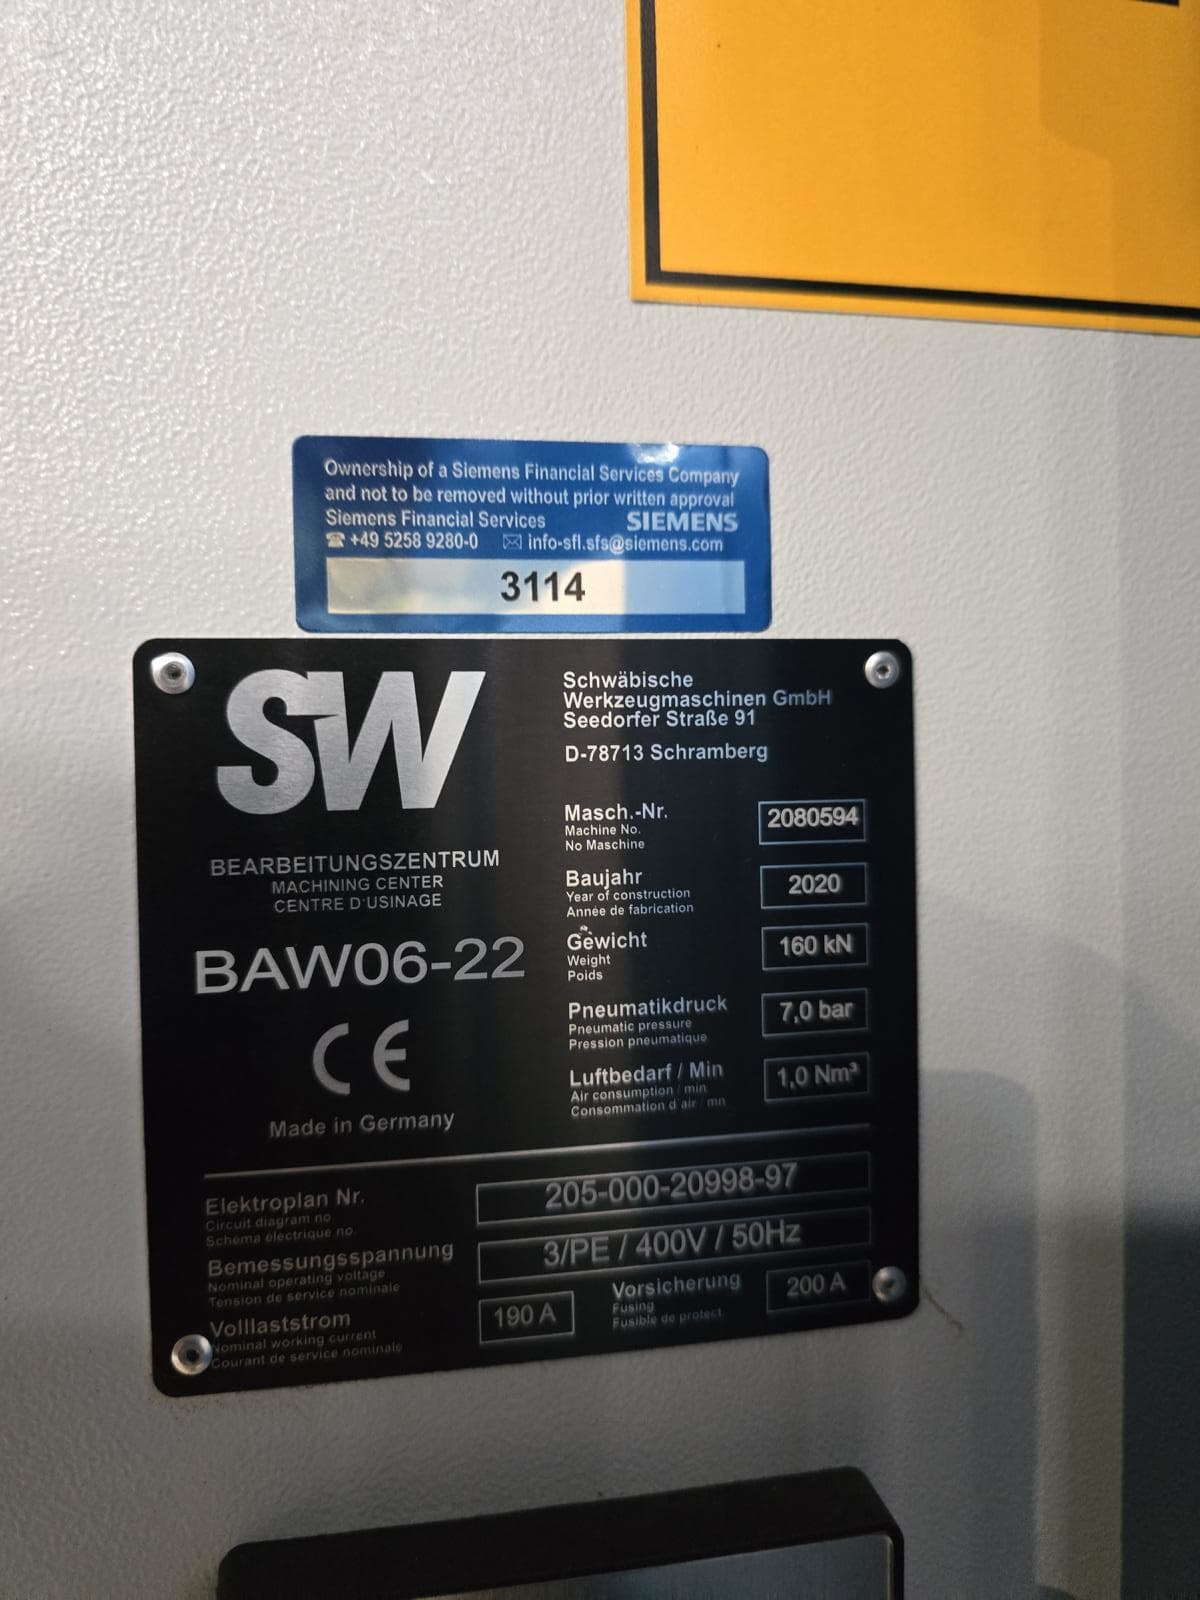 Ownership of a Siemens Financial Services Company
and not to be removed without prior written approval
Siemens Financial Services SIEMENS
☎ +49 5258 9280-0 ✉ info-sfl.sfs@siemens.com
3114
SW
BEARBEITUNGSZENTRUM
MACHINING CENTER
CENTRE D'USINAGE
BAW06-22
CE
Made in Germany
Schwäbische
Werkzeugmaschinen GmbH
Seedorfer Straße 91
D-78713 Schramberg
Masch.-Nr. 2080594
Machine No.
No Maschine
Baujahr 2020
Year of construction
Année de fabrication
Gewicht 160 kN
Weight
Poids
Pneumatikdruck 7,0 bar
Pneumatic pressure
Pression pneumatique
Luftbedarf / Min 1,0 Nm³
Air consumption / min
Consommation d'air / mn
Elektroplan Nr. 205-000-20998-97
Circuit diagram no
Schéma électrique no.
Bemessungsspannung 3/PE / 400V / 50Hz
Nominal operating voltage
Tension de service nominale
Volllaststrom 190 A
Nominal working current
Courant de service nominale
Vorsicherung 200 A
Fusing
Fusible de protect.